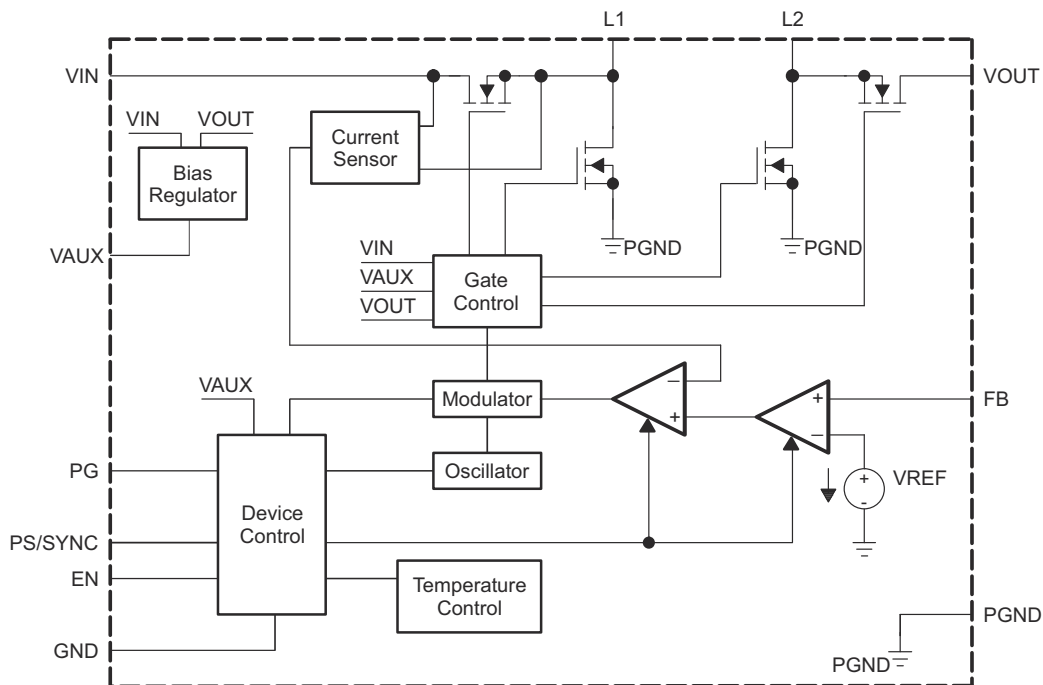 L1
L2
VIN
VOUT
VIN
VOUT
Current
Sensor
Bias
Regulator
VAUX
PGND
PGND
VIN
VAUX
VOUT
Gate
Control
VAUX
Modulator
−
+
+
−
FB
PG
Oscillator
+
-
VREF
Device
Control
PS/SYNC
EN
Temperature
Control
GND
PGND
PGND